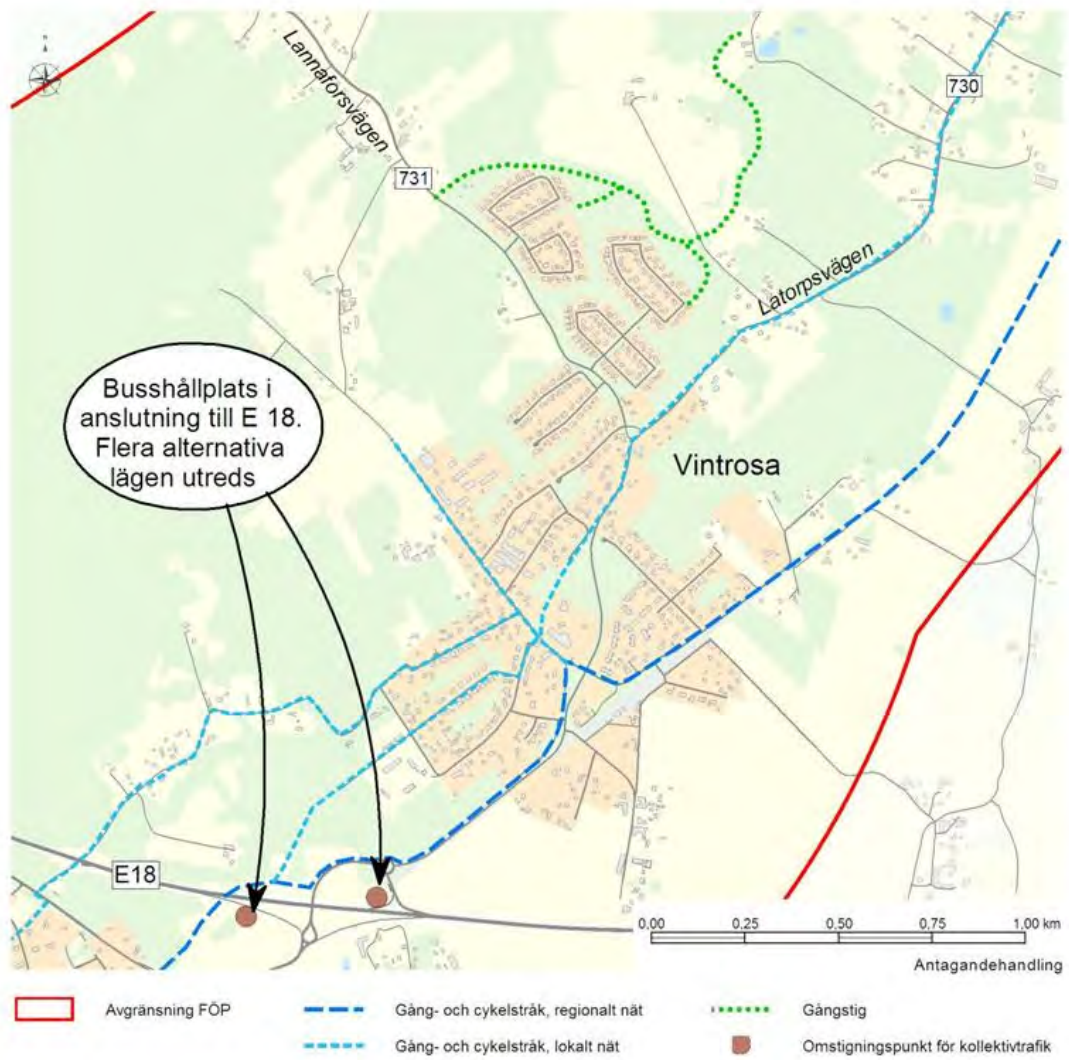 Lannaforsvägen
731
730
Latorpsvägen
Busshållplats i
anslutning till E 18.
Flera alternativa
lägen utreds
Vintrosa
E18
0,00 0,25 0,50 0,75 1,00 km
Antagandehandling
Avgränsning FÖP
Gång- och cykelstråk, regionalt nät
Gångstig
Gång- och cykelstråk, lokalt nät
Omstigningspunkt för kollektivtrafik